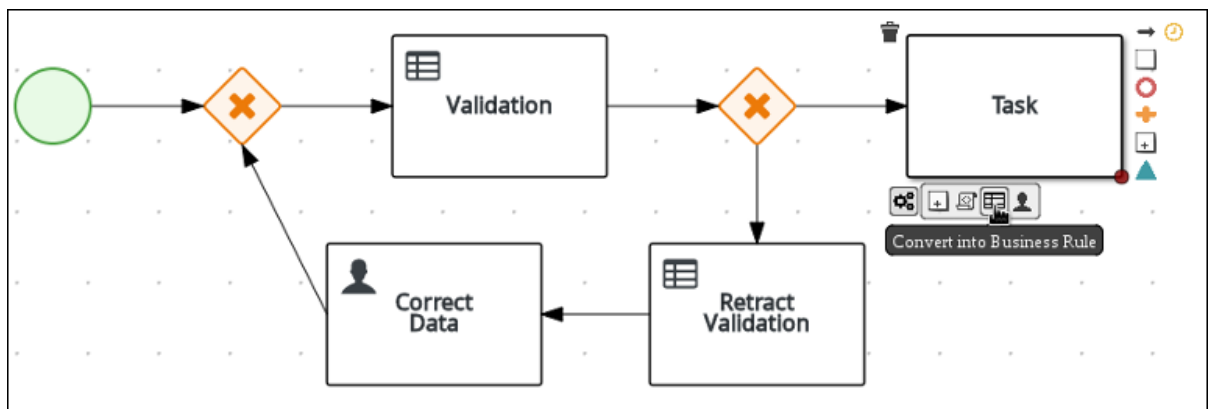 Validation
Task
Convert into Business Rule
Correct
Data
Retract
Validation